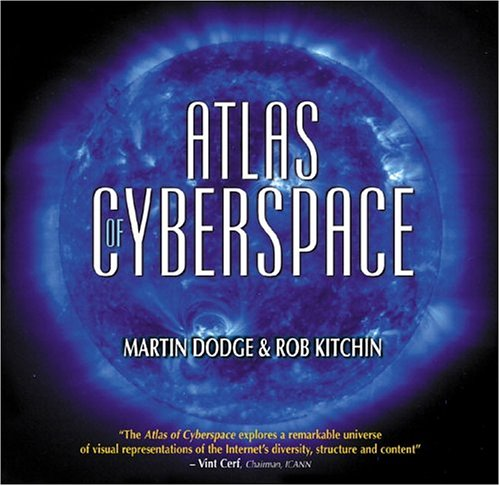 ATLAS
OF CYBERSPACE
MARTIN DODGE & ROB KITCHIN
“The Atlas of Cyberspace explores a remarkable universe
of visual representations of the Internet’s diversity, structure and content”
– Vint Cerf, Chairman, ICANN